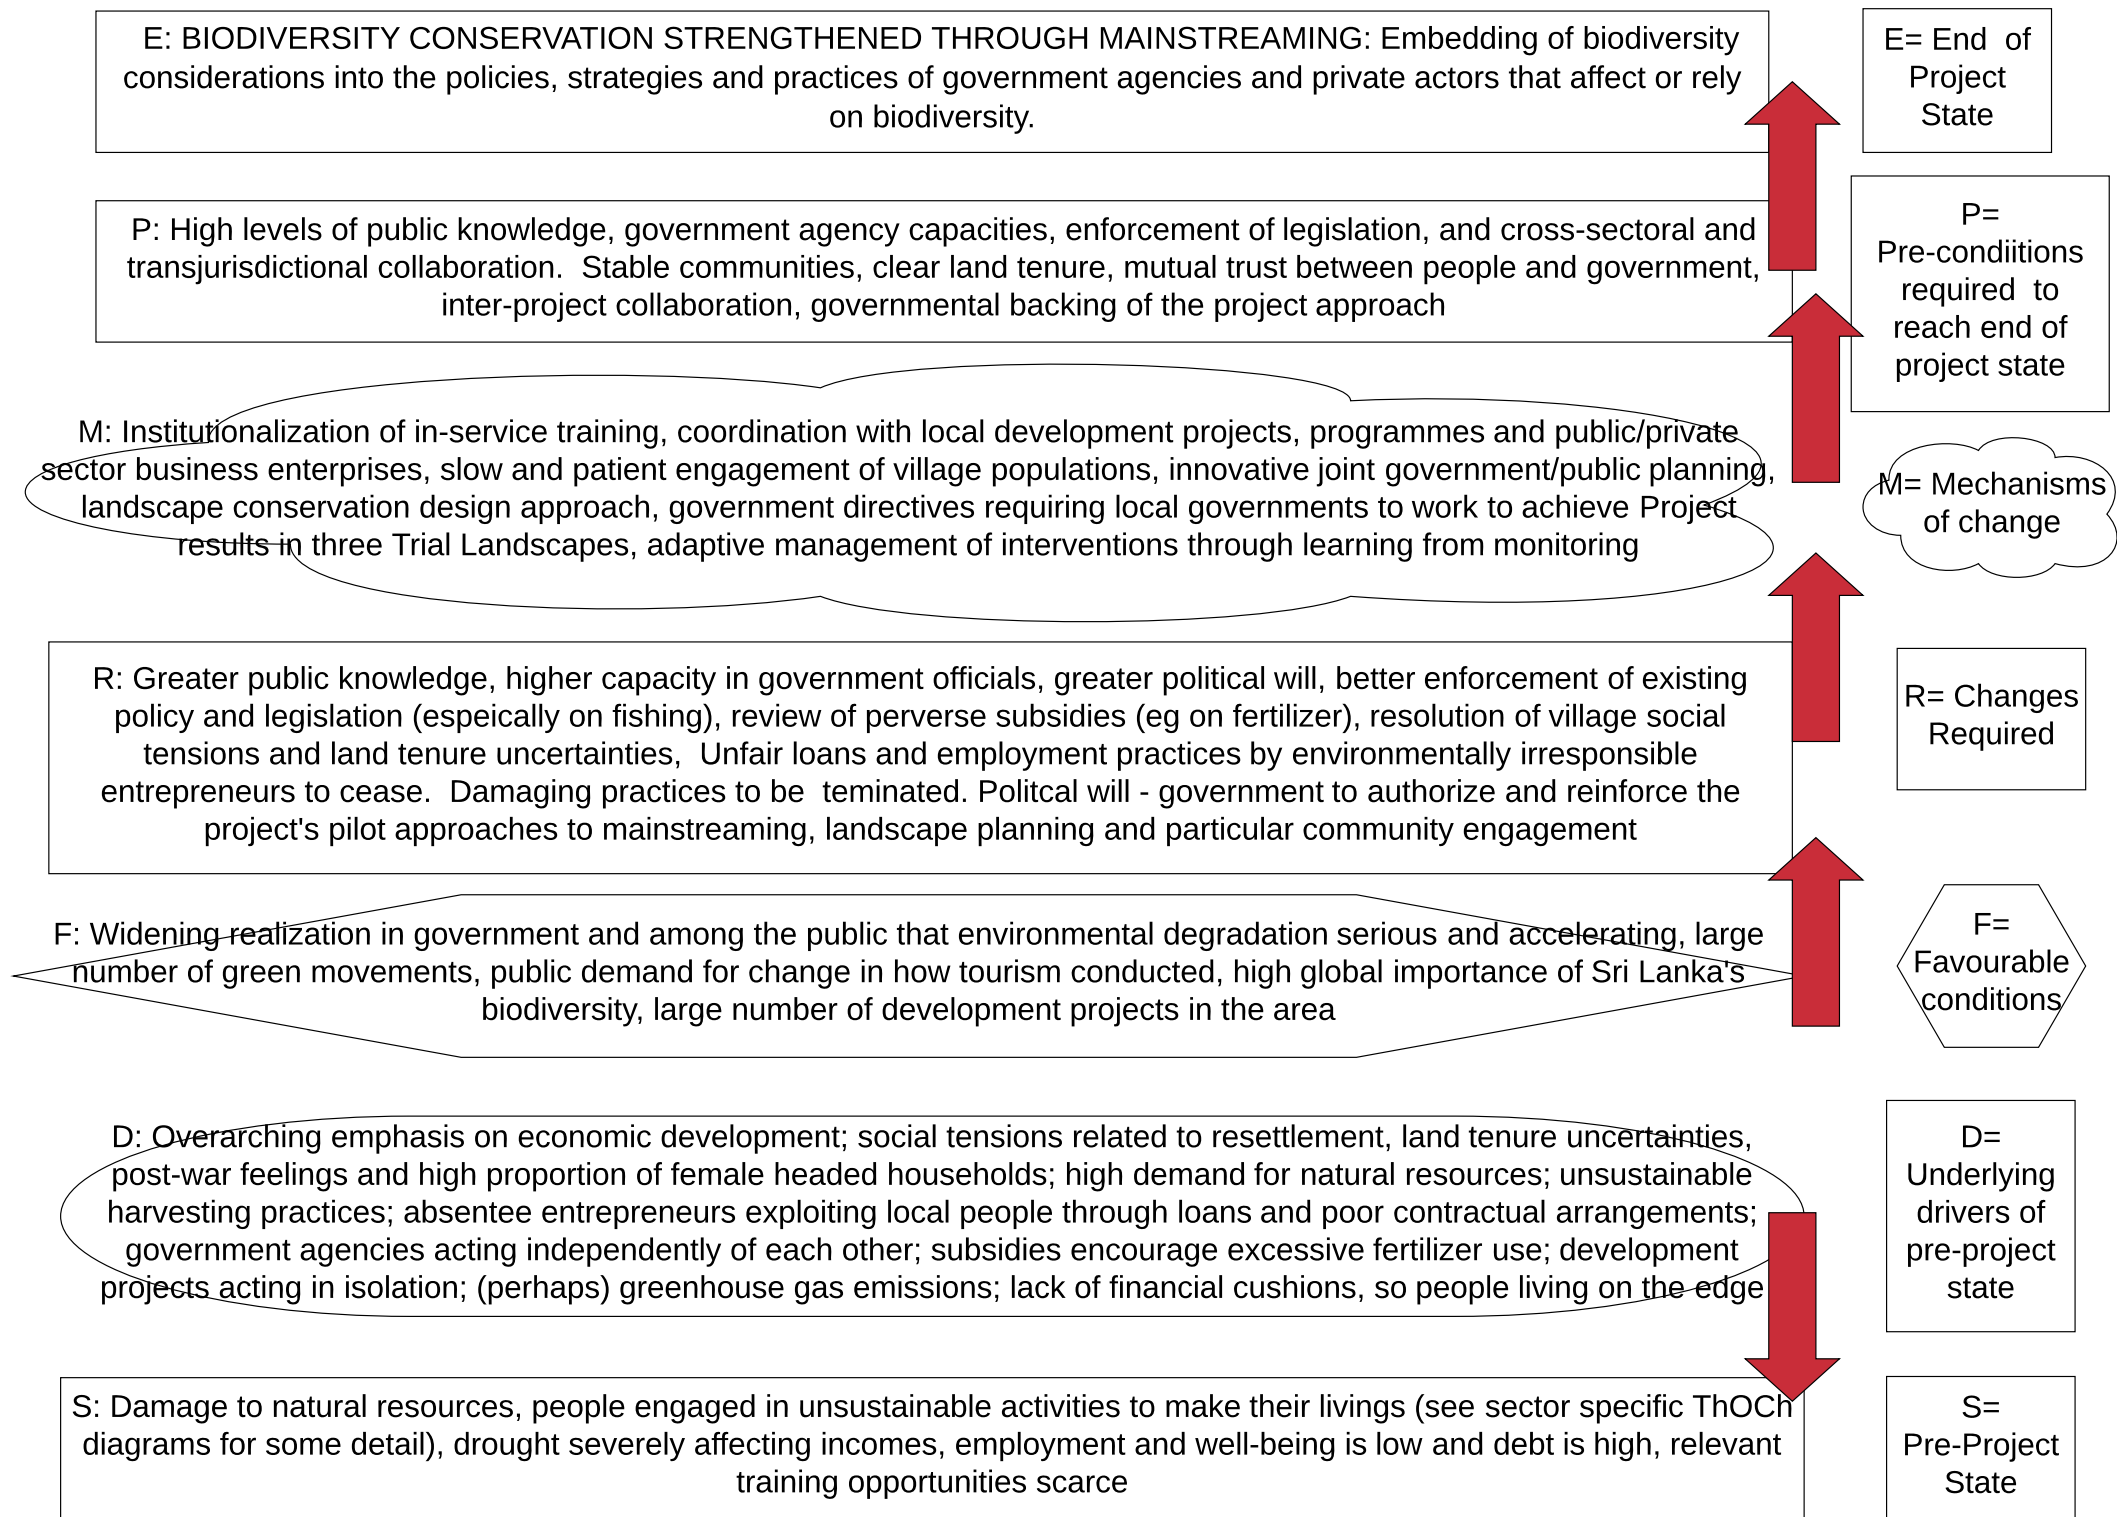 E: BIODIVERSITY CONSERVATION STRENGTHENED THROUGH MAINSTREAMING: Embedding of biodiversity
considerations into the policies, strategies and practices of government agencies and private actors that affect or rely
on biodiversity.
E= End  of
Project
State
P: High levels of public knowledge, government agency capacities, enforcement of legislation, and cross-sectoral and
transjurisdictional collaboration.  Stable communities, clear land tenure, mutual trust between people and government,
inter-project collaboration, governmental backing of the project approach
P=
Pre-condiitions
required  to
reach end of
project state
M: Institutionalization of in-service training, coordination with local development projects, programmes and public/private
sector business enterprises, slow and patient engagement of village populations, innovative joint government/public planning,
landscape conservation design approach, government directives requiring local governments to work to achieve Project
results in three Trial Landscapes, adaptive management of interventions through learning from monitoring
M= Mechanisms
of change
R: Greater public knowledge, higher capacity in government officials, greater political will, better enforcement of existing
policy and legislation (espeically on fishing), review of perverse subsidies (eg on fertilizer), resolution of village social
tensions and land tenure uncertainties,  Unfair loans and employment practices by environmentally irresponsible
entrepreneurs to cease.  Damaging practices to be  teminated. Politcal will - government to authorize and reinforce the
project's pilot approaches to mainstreaming, landscape planning and particular community engagement
R= Changes
Required
F: Widening realization in government and among the public that environmental degradation serious and accelerating, large
number of green movements, public demand for change in how tourism conducted, high global importance of Sri Lanka's
biodiversity, large number of development projects in the area
F=
Favourable
conditions
D: Overarching emphasis on economic development; social tensions related to resettlement, land tenure uncertainties,
post-war feelings and high proportion of female headed households; high demand for natural resources; unsustainable
harvesting practices; absentee entrepreneurs exploiting local people through loans and poor contractual arrangements;
government agencies acting independently of each other; subsidies encourage excessive fertilizer use; development
projects acting in isolation; (perhaps) greenhouse gas emissions; lack of financial cushions, so people living on the edge
D=
Underlying
drivers of
pre-project
state
S: Damage to natural resources, people engaged in unsustainable activities to make their livings (see sector specific ThOCh
diagrams for some detail), drought severely affecting incomes, employment and well-being is low and debt is high, relevant
training opportunities scarce
S=
Pre-Project
State